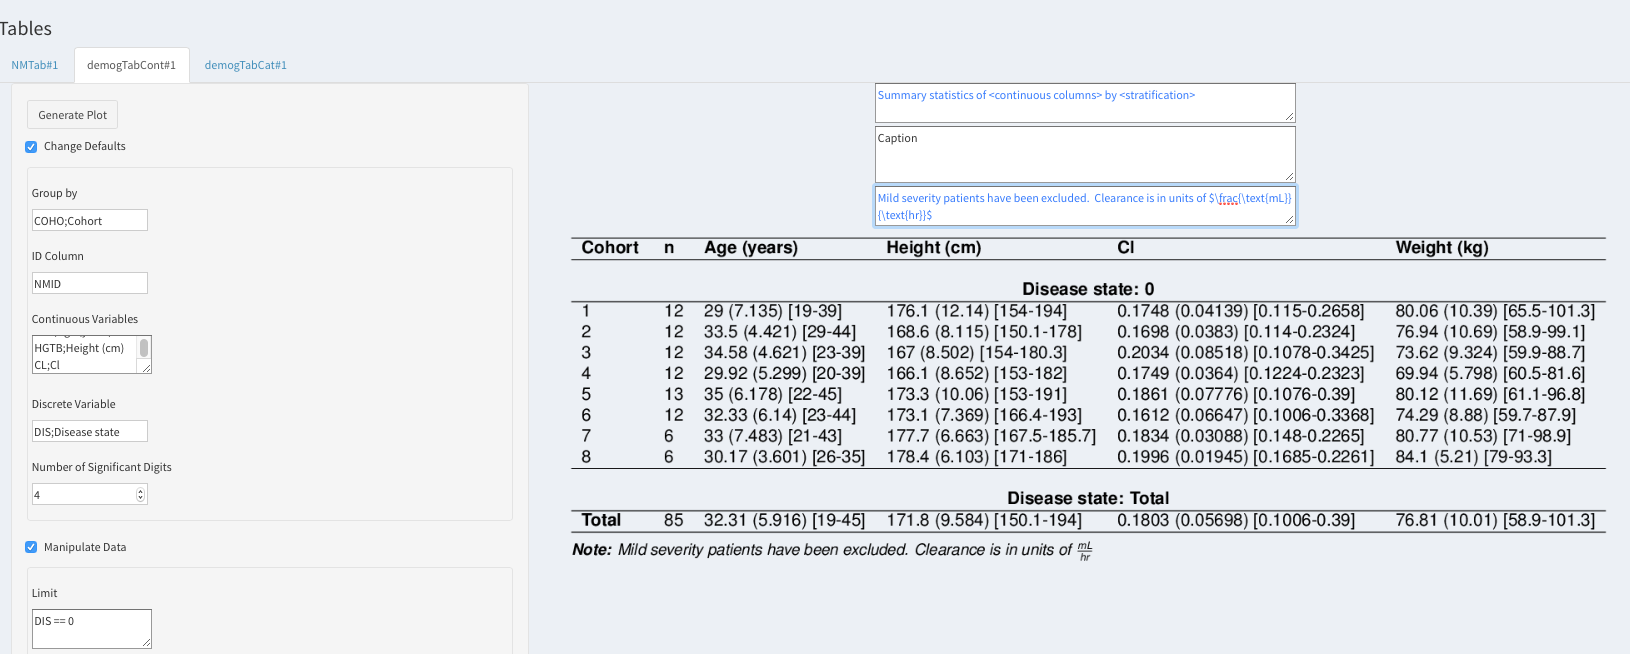 Tables
NMTab#1 demogTabCont#1 demogTabCat#1
Generate Plot
Change Defaults
Group by
COHO;Cohort
ID Column
NMID
Continuous Variables
HGTB;Height (cm)
CL;Cl
Discrete Variable
DIS;Disease state
Number of Significant Digits
4
Manipulate Data
Limit
DIS == 0
Summary statistics of <continuous columns> by <stratification>
Caption
Mild severity patients have been excluded. Clearance is in units of $\frac{\text{mL}}
{\text{hr}}$
Cohort n Age (years) Height (cm) Cl Weight (kg)
Disease state: 0
1 12 29 (7.135) [19-39] 176.1 (12.14) [154-194] 0.1748 (0.04139) [0.115-0.2658] 80.06 (10.39) [65.5-101.3]
2 12 33.5 (4.421) [29-44] 168.6 (8.115) [150.1-178] 0.1698 (0.0383) [0.114-0.2324] 76.94 (10.69) [58.9-99.1]
3 12 34.58 (4.621) [23-39] 167 (8.502) [154-180.3] 0.2034 (0.08518) [0.1078-0.3425] 73.62 (9.324) [59.9-88.7]
4 12 29.92 (5.299) [20-39] 166.1 (8.652) [153-182] 0.1749 (0.0364) [0.1224-0.2323] 69.94 (5.798) [60.5-81.6]
5 13 35 (6.178) [22-45] 173.3 (10.06) [153-191] 0.1861 (0.07776) [0.1076-0.39] 80.12 (11.69) [61.1-96.8]
6 12 32.33 (6.14) [23-44] 173.1 (7.369) [166.4-193] 0.1612 (0.06647) [0.1006-0.3368] 74.29 (8.88) [59.7-87.9]
7 6 33 (7.483) [21-43] 177.7 (6.663) [167.5-185.7] 0.1834 (0.03088) [0.148-0.2265] 80.77 (10.53) [71-98.9]
8 6 30.17 (3.601) [26-35] 178.4 (6.103) [171-186] 0.1996 (0.01945) [0.1685-0.2261] 84.1 (5.21) [79-93.3]
Disease state: Total
Total 85 32.31 (5.916) [19-45] 171.8 (9.584) [150.1-194] 0.1803 (0.05698) [0.1006-0.39] 76.81 (10.01) [58.9-101.3]
Note: Mild severity patients have been excluded. Clearance is in units of mL
hr